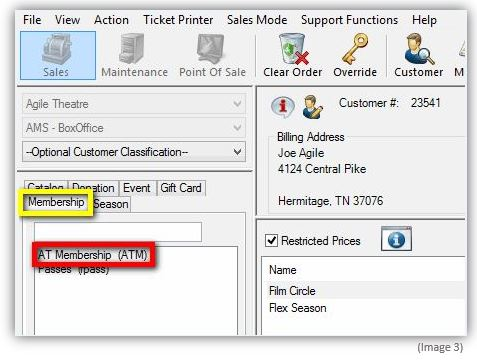 File View Action Ticket Printer Sales Mode Support Functions Help
Sales Maintenance Point Of Sale Clear Order Override Customer M
Agile Theatre
AMS - BoxOffice
--Optional Customer Classification--
Catalog Donation Event Gift Card
Membership Season
AT Membership (ATM)
Passes (fpass)
Customer #: 23541
Billing Address
Joe Agile
4124 Central Pike
Hermitage, TN 37076
Restricted Prices
Name
Film Circle
Flex Season
(Image 3)